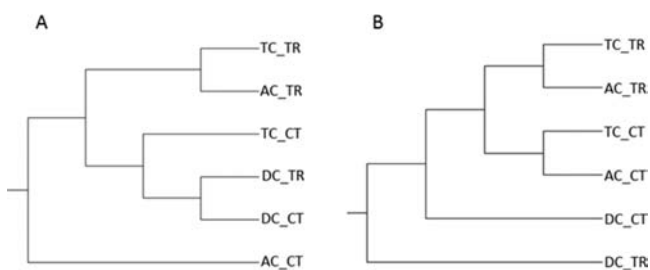 A
TC_TR
AC_TR
TC_CT
DC_TR
DC_CT
AC_CT
B
TC_TR
AC_TR
TC_CT
AC_CT
DC_CT
DC_TR